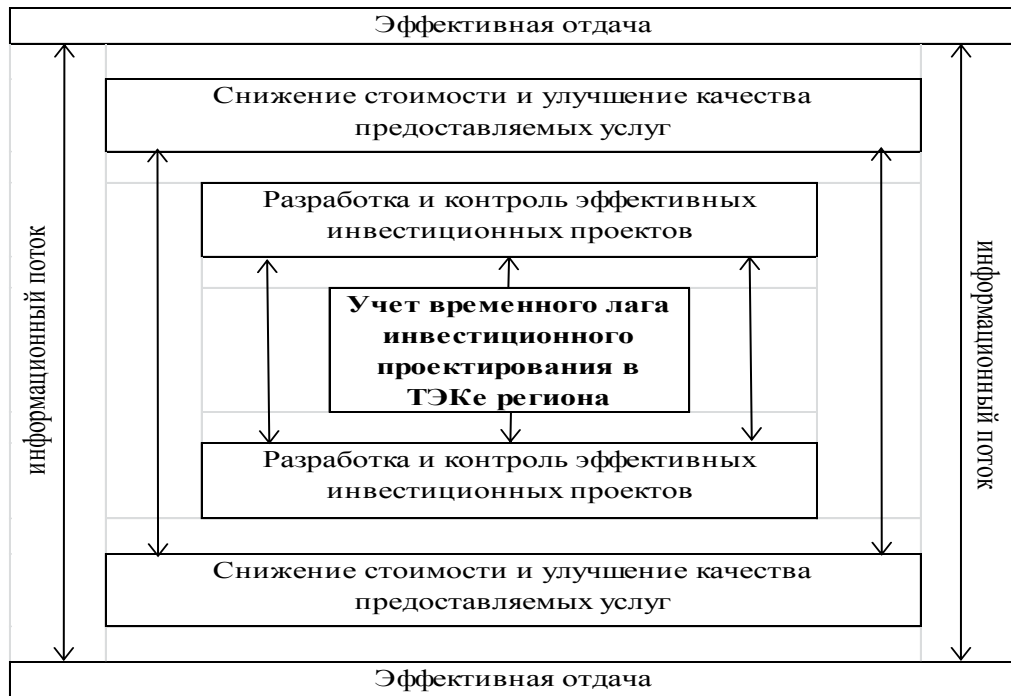 Эффективная отдача
Снижение стоимости и улучшение качества
предоставляемых услуг
Разработка и контроль эффективных
инвестиционных проектов
информационный поток
Учет временного лага
инвестиционного
проектирования в
ТЭКе региона
информационный поток
Разработка и контроль эффективных
инвестиционных проектов
Снижение стоимости и улучшение качества
предоставляемых услуг
Эффективная отдача